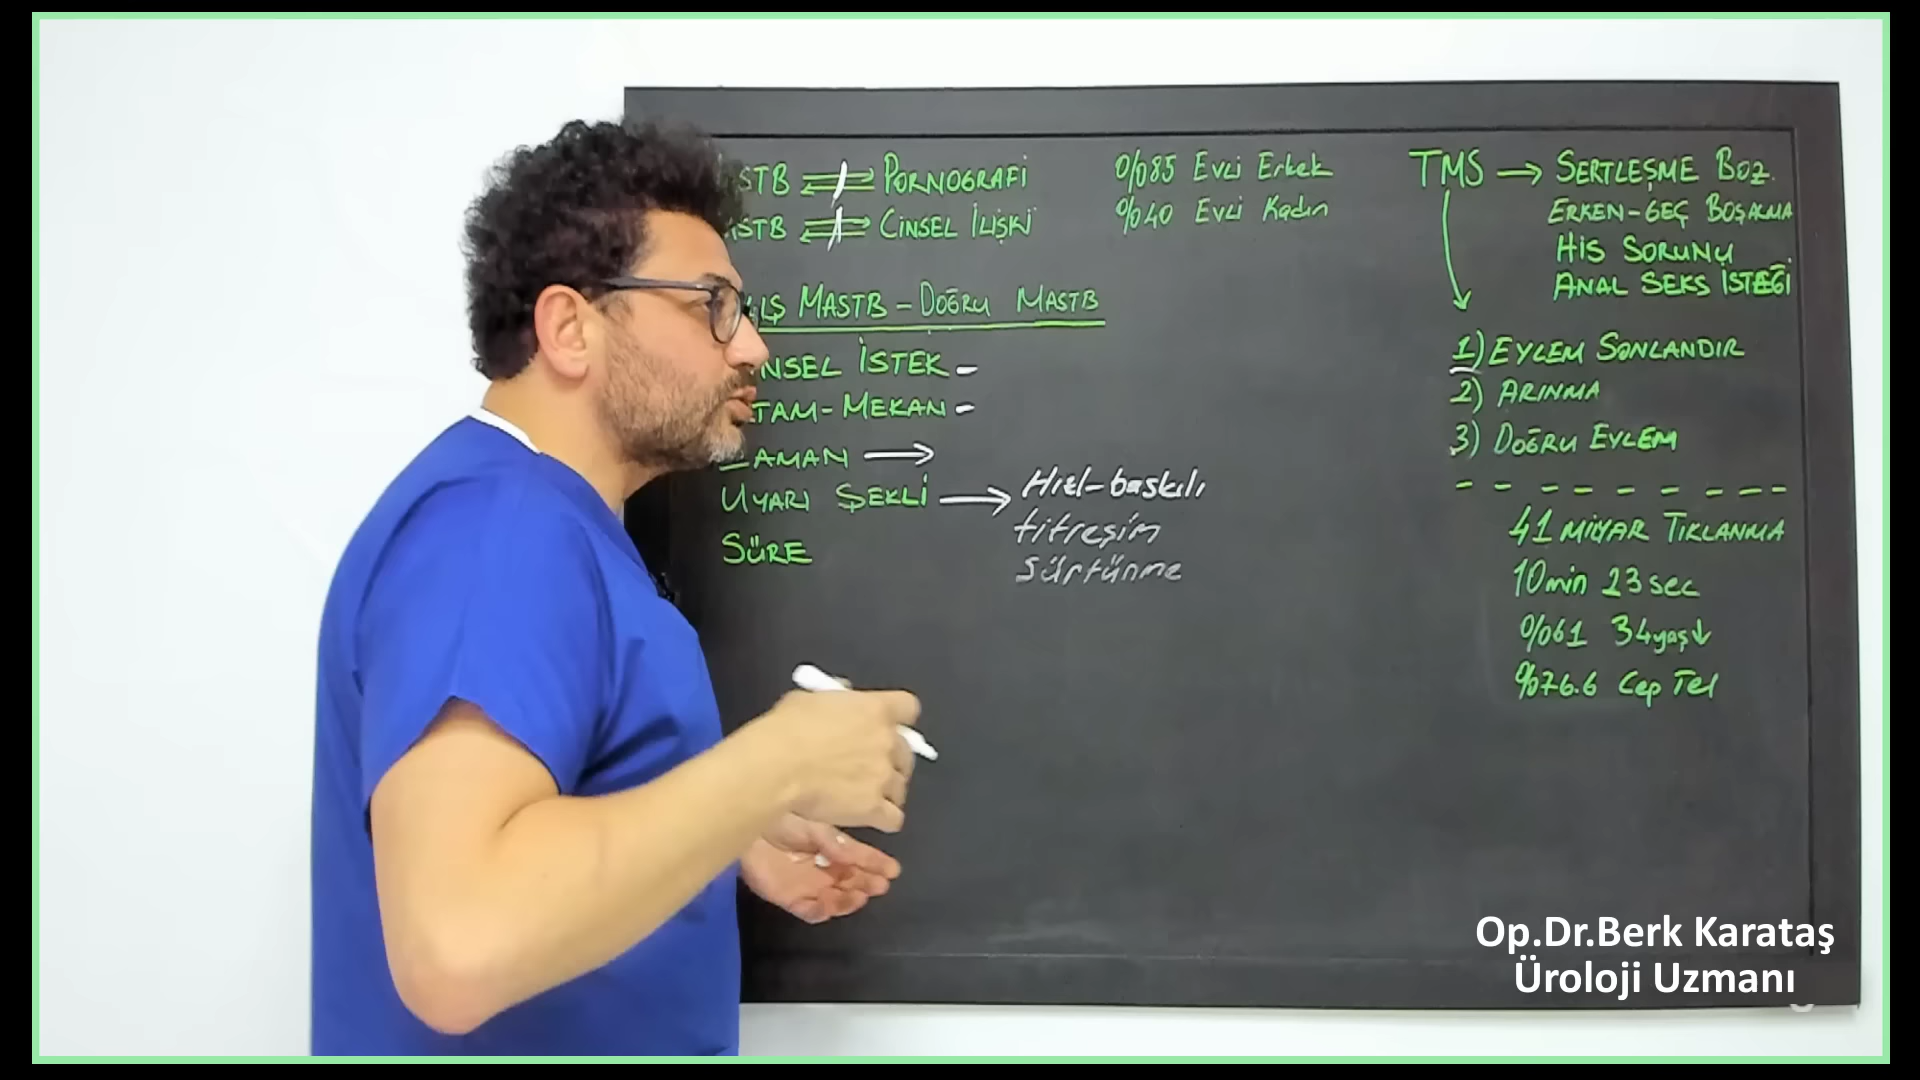 STB ⇌ PORNOGRAFİ
STB ⇌ CİNSEL İLİŞKİ
%85 Evli Erkek
%40 Evli Kadın
LIŞ MASTB - DOĞRU MASTB
NSEL İSTEK -
TAM - MEKAN -
ZAMAN →
UYARI ŞEKLİ → Hızl-baskılı
titreşim
Sürtünme
SÜRE
TMS → SERTLEŞME BOZ.
ERKEN-GEÇ BOŞALMA
HİS SORUNU
ANAL SEKS İSTEĞİ
1) EYLEM SONLANDIR
2) ARINMA
3) DOĞRU EYLEM
41 MİLYAR TIKLANMA
10 min 23 sec
%61 34 yaş↓
%76.6 Cep Tel
Op.Dr.Berk Karataş
Üroloji Uzmanı